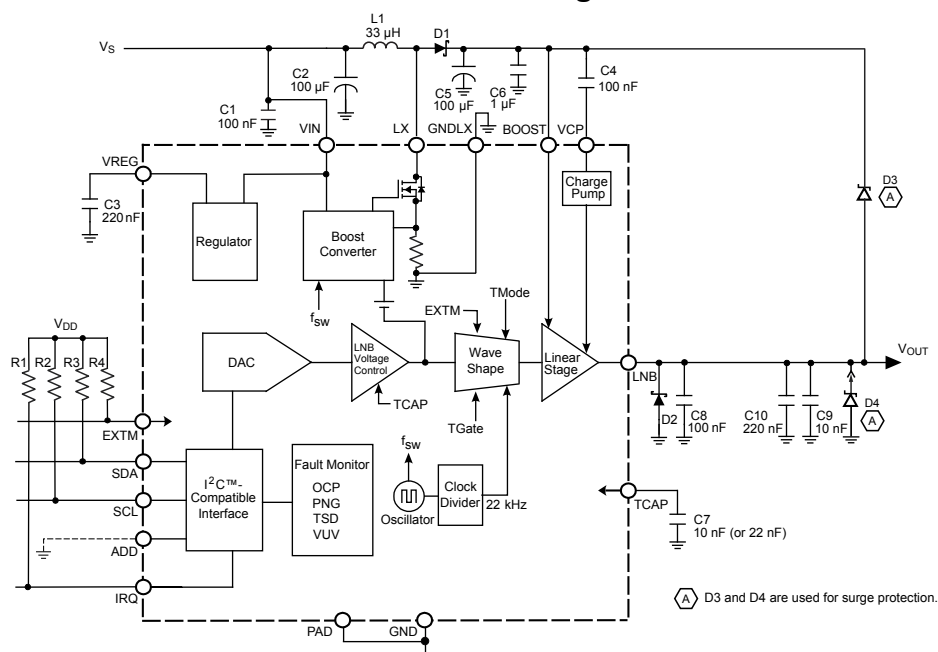 L1
33 µH
D1
VS
C2
100 µF
C1
100 nF
C5
100 µF
C6
1 µF
C4
100 nF
VIN
LX
GNDLX
BOOST
VCP
VREG
C3
220 nF
Regulator
Boost
Converter
fsw
Charge
Pump
D3
A
TMode
EXTM
VDD
R1
R2
R3
R4
DAC
LNB
Voltage
Control
TCAP
Wave
Shape
TGate
Linear
Stage
LNB
VOUT
D2
C8
100 nF
C10
220 nF
C9
10 nF
D4
A
EXTM
SDA
SCL
ADD
IRQ
I2C™-
Compatible
Interface
Fault Monitor
OCP
PNG
TSD
VUV
fsw
Oscillator
Clock
Divider
22 kHz
TCAP
C7
10 nF (or 22 nF)
PAD
GND
A D3 and D4 are used for surge protection.